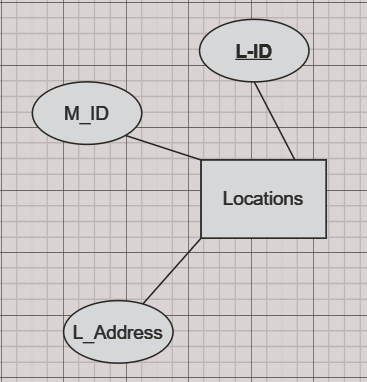 L-ID
M_ID
Locations
L_Address